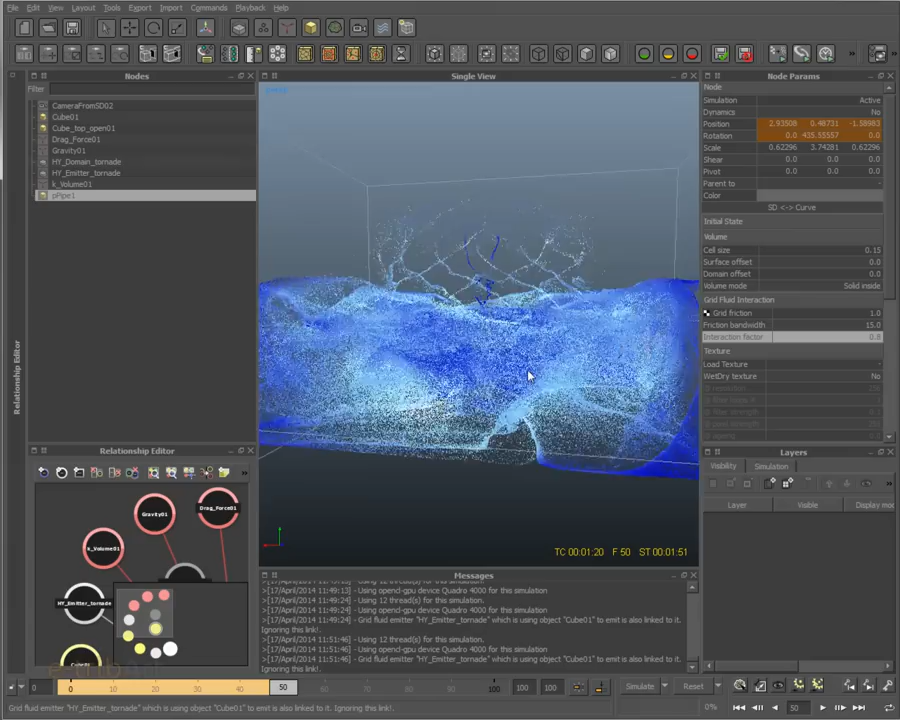 File Edit View Layout Tools Export Import Commands Playback Help
Nodes
Filter
CameraFromSD02
Cube01
Cube_top_open01
Drag_Force01
Gravity01
HY_Domain_tornade
HY_Emitter_tornade
k_Volume01
pPipe1
Relationship Editor
Single View
TC 00:01:20 F 50 ST 00:01:51
Node Params
Node
Simulation Active
Dynamics No
Position 2.93508 0.48731 -1.58983
Rotation 0.0 435.55557 0.0
Scale 0.62296 3.74281 0.62296
Shear 0.0 0.0 0.0
Pivot 0.0 0.0 0.0
Parent to -
Color
SD <-> Curve
Initial State
Volume
Cell size 0.15
Surface offset 0.0
Domain offset 0.0
Volume mode Solid inside
Grid Fluid Interaction
Grid friction 1.0
Friction bandwidth 15.0
Interaction factor 0.8
Texture
Load Texture -
WetDry texture No
Relationship Editor
Gravity01
Drag_Force01
k_Volume01
HY_Emitter_tornade
Layers
Visibility Simulation
Layer Visible Display mo
Messages
>[17/April/2014 11:49:13] - Using opencl-gpu device Quadro 4000 for this simulation
>[17/April/2014 11:49:24] - Using 12 thread(s) for this simulation.
>[17/April/2014 11:49:24] - Using opencl-gpu device Quadro 4000 for this simulation
>[17/April/2014 11:49:24] - Grid fluid emitter "HY_Emitter_tornade" which is using object "Cube01" to emit is also linked to it.
Ignoring this link!.
>[17/April/2014 11:51:46] - Using 12 thread(s) for this simulation.
>[17/April/2014 11:51:46] - Using opencl-gpu device Quadro 4000 for this simulation
>[17/April/2014 11:51:46] - Grid fluid emitter "HY_Emitter_tornade" which is using object "Cube01" to emit is also linked to it.
Ignoring this link!.
0 0 10 20 30 40 50 100 100 100 Simulate Reset
Grid fluid emitter "HY_Emitter_tornade" which is using object "Cube01" to emit is also linked to it. Ignoring this link!.
0% 50